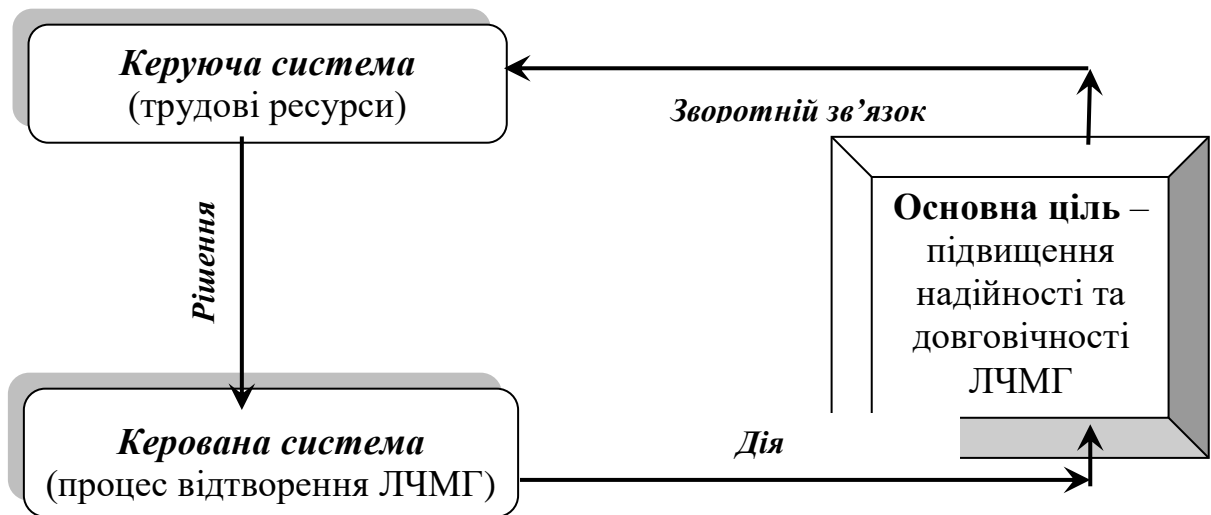 Керуюча система
(трудові ресурси)
Зворотній зв’язок
Рішення
Основна ціль –
підвищення
надійності та
довговічності
ЛЧМГ
Керована система
(процес відтворення ЛЧМГ)
Дія